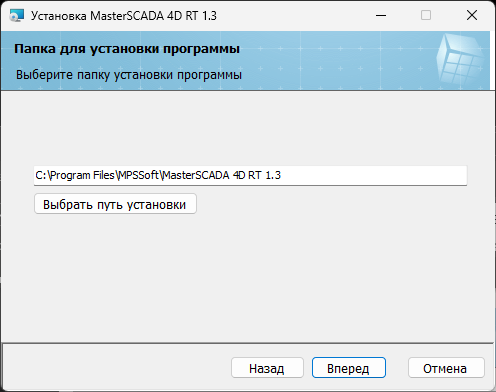 Установка MasterSCADA 4D RT 1.3
Папка для установки программы
Выберите папку установки программы
C:\Program Files\MPSSoft\MasterSCADA 4D RT 1.3
Выбрать путь установки
Назад
Вперед
Отмена